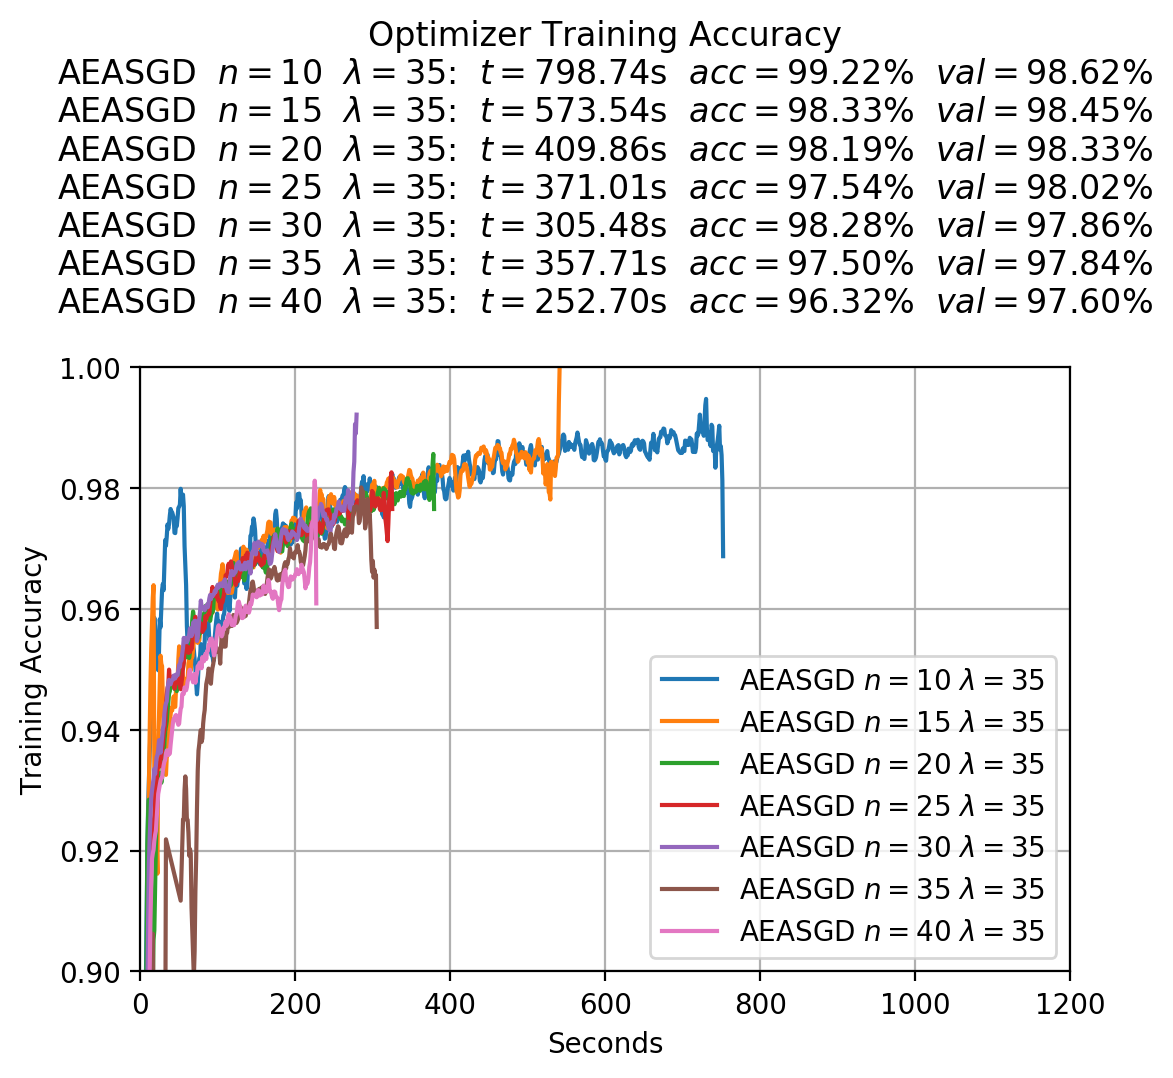 Optimizer Training Accuracy
AEASGD n = 10 λ = 35: t = 798.74s acc = 99.22% val = 98.62%
AEASGD n = 15 λ = 35: t = 573.54s acc = 98.33% val = 98.45%
AEASGD n = 20 λ = 35: t = 409.86s acc = 98.19% val = 98.33%
AEASGD n = 25 λ = 35: t = 371.01s acc = 97.54% val = 98.02%
AEASGD n = 30 λ = 35: t = 305.48s acc = 98.28% val = 97.86%
AEASGD n = 35 λ = 35: t = 357.71s acc = 97.50% val = 97.84%
AEASGD n = 40 λ = 35: t = 252.70s acc = 96.32% val = 97.60%
1.00
0.98
0.96
0.94
0.92
0.90
Training Accuracy
AEASGD n = 10 λ = 35
AEASGD n = 15 λ = 35
AEASGD n = 20 λ = 35
AEASGD n = 25 λ = 35
AEASGD n = 30 λ = 35
AEASGD n = 35 λ = 35
AEASGD n = 40 λ = 35
0 200 400 600 800 1000 1200
Seconds